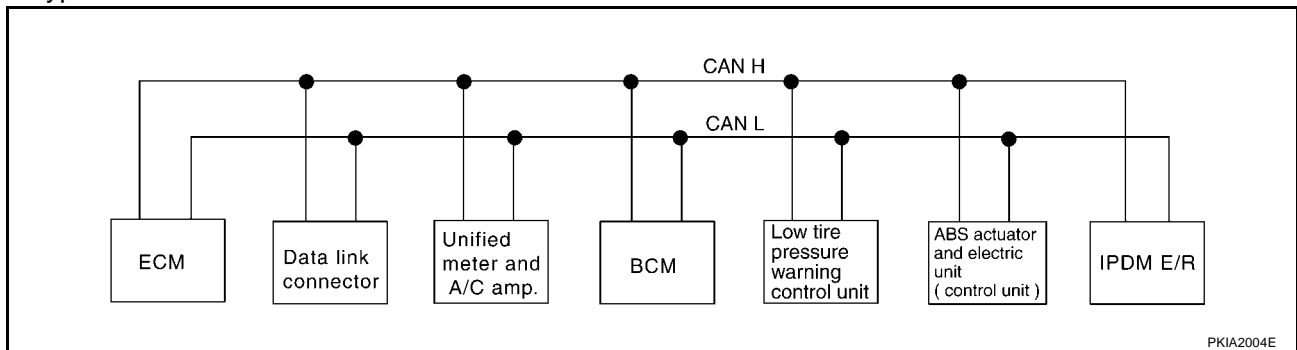 CAN H
CAN L
ECM
Data link
connector
Unified
meter and
A/C amp.
BCM
Low tire
pressure
warning
control unit
ABS actuator
and electric
unit
( control unit )
IPDM E/R
PKIA2004E